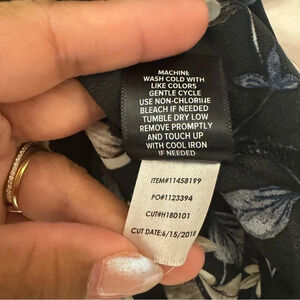 MACHINE
WASH COLD WITH
LIKE COLORS
GENTLE CYCLE
USE NON-CHLORINE
BLEACH IF NEEDED
TUMBLE DRY LOW
REMOVE PROMPTLY
AND TOUCH UP
WITH COOL IRON
IF NEEDED
ITEM#11458199
PO#1123394
CUT#H180101
CUT DATE:6/15/2018